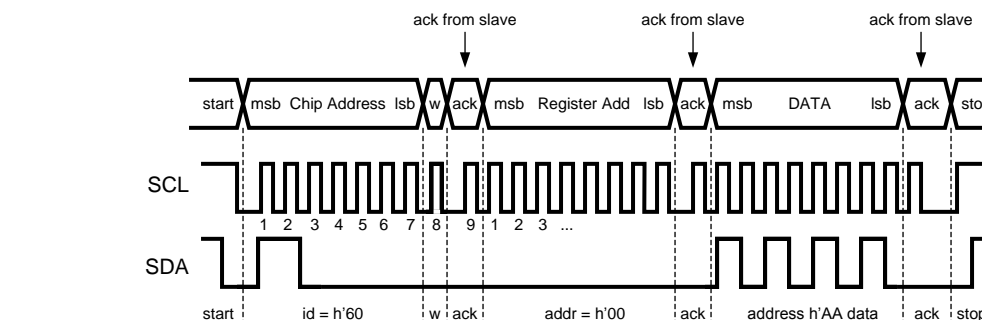 ack from slave ack from slave ack from slave
start msb Chip Address lsb w ack msb Register Add lsb ack msb DATA lsb ack sto
SCL
1 2 3 4 5 6 7 8 9 1 2 3 ...
SDA
start id = h'60 w ack addr = h'00 ack address h'AA data ack stop